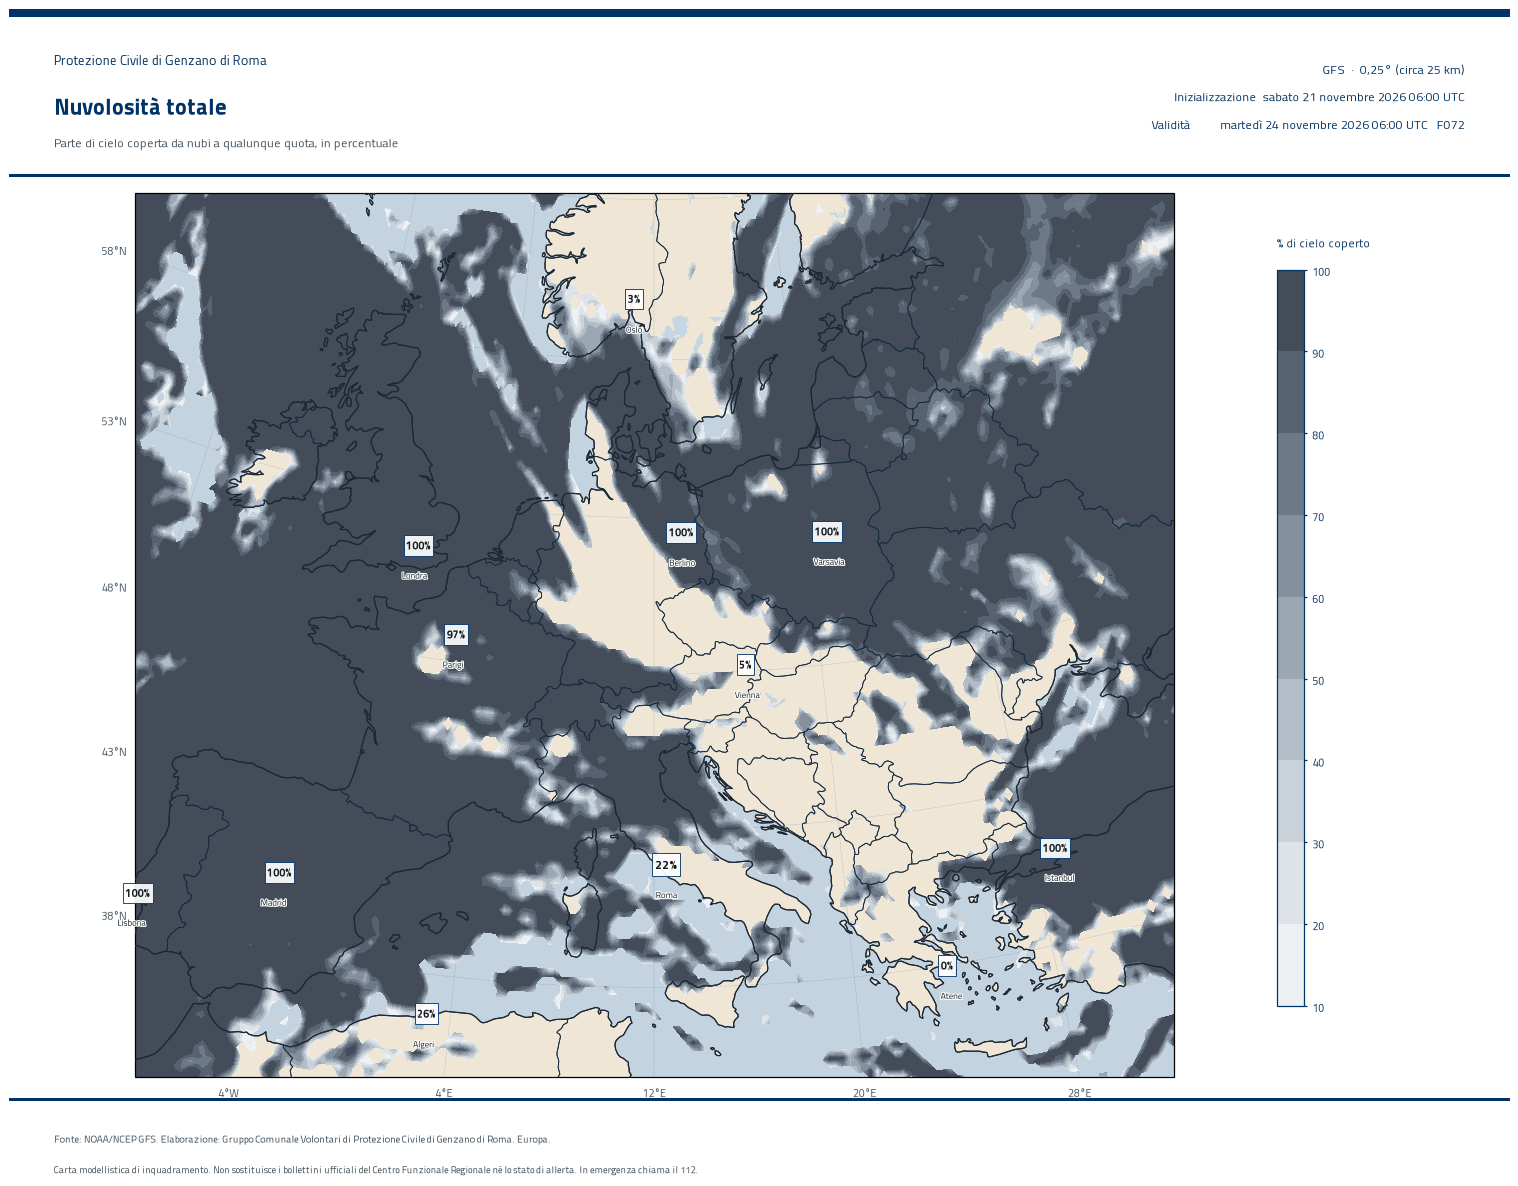 Protezione Civile di Genzano di Roma
Nuvolosità totale
Parte di cielo coperta da nubi a qualunque quota, in percentuale
GFS · 0,25° (circa 25 km)
Inizializzazione sabato 21 novembre 2026 06:00 UTC
Validità martedì 24 novembre 2026 06:00 UTC F072
% di cielo coperto
100
90
80
70
60
50
40
30
20
10
58°N
53°N
48°N
43°N
38°N
4°W
4°E
12°E
20°E
28°E
3%
Oslo
100%
Londra
100%
Berlino
100%
Varsavia
97%
Parigi
5%
Vienna
100%
Madrid
100%
Lisbona
22%
Roma
100%
Istanbul
0%
Atene
26%
Algeri
Fonte: NOAA/NCEP GFS. Elaborazione: Gruppo Comunale Volontari di Protezione Civile di Genzano di Roma. Europa.
Carta modellistica di inquadramento. Non sostituisce i bollettini ufficiali del Centro Funzionale Regionale né lo stato di allerta. In emergenza chiama il 112.